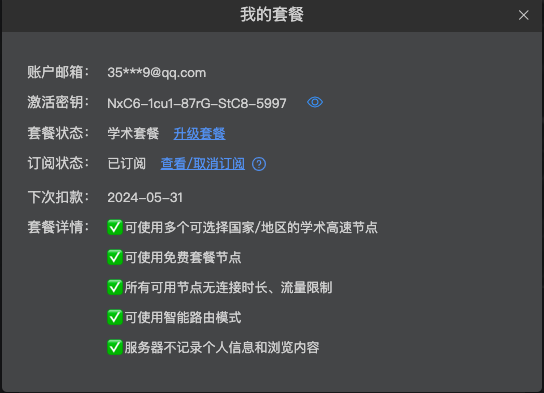 我的套餐
账户邮箱： 35***9@qq.com
激活密钥： NxC6-1cu1-87rG-StC8-5997
套餐状态： 学术套餐 升级套餐
订阅状态： 已订阅 查看/取消订阅 ?
下次扣款： 2024-05-31
套餐详情： ✅可使用多个可选择国家/地区的学术高速节点
✅可使用免费套餐节点
✅所有可用节点无连接时长、流量限制
✅可使用智能路由模式
✅服务器不记录个人信息和浏览内容